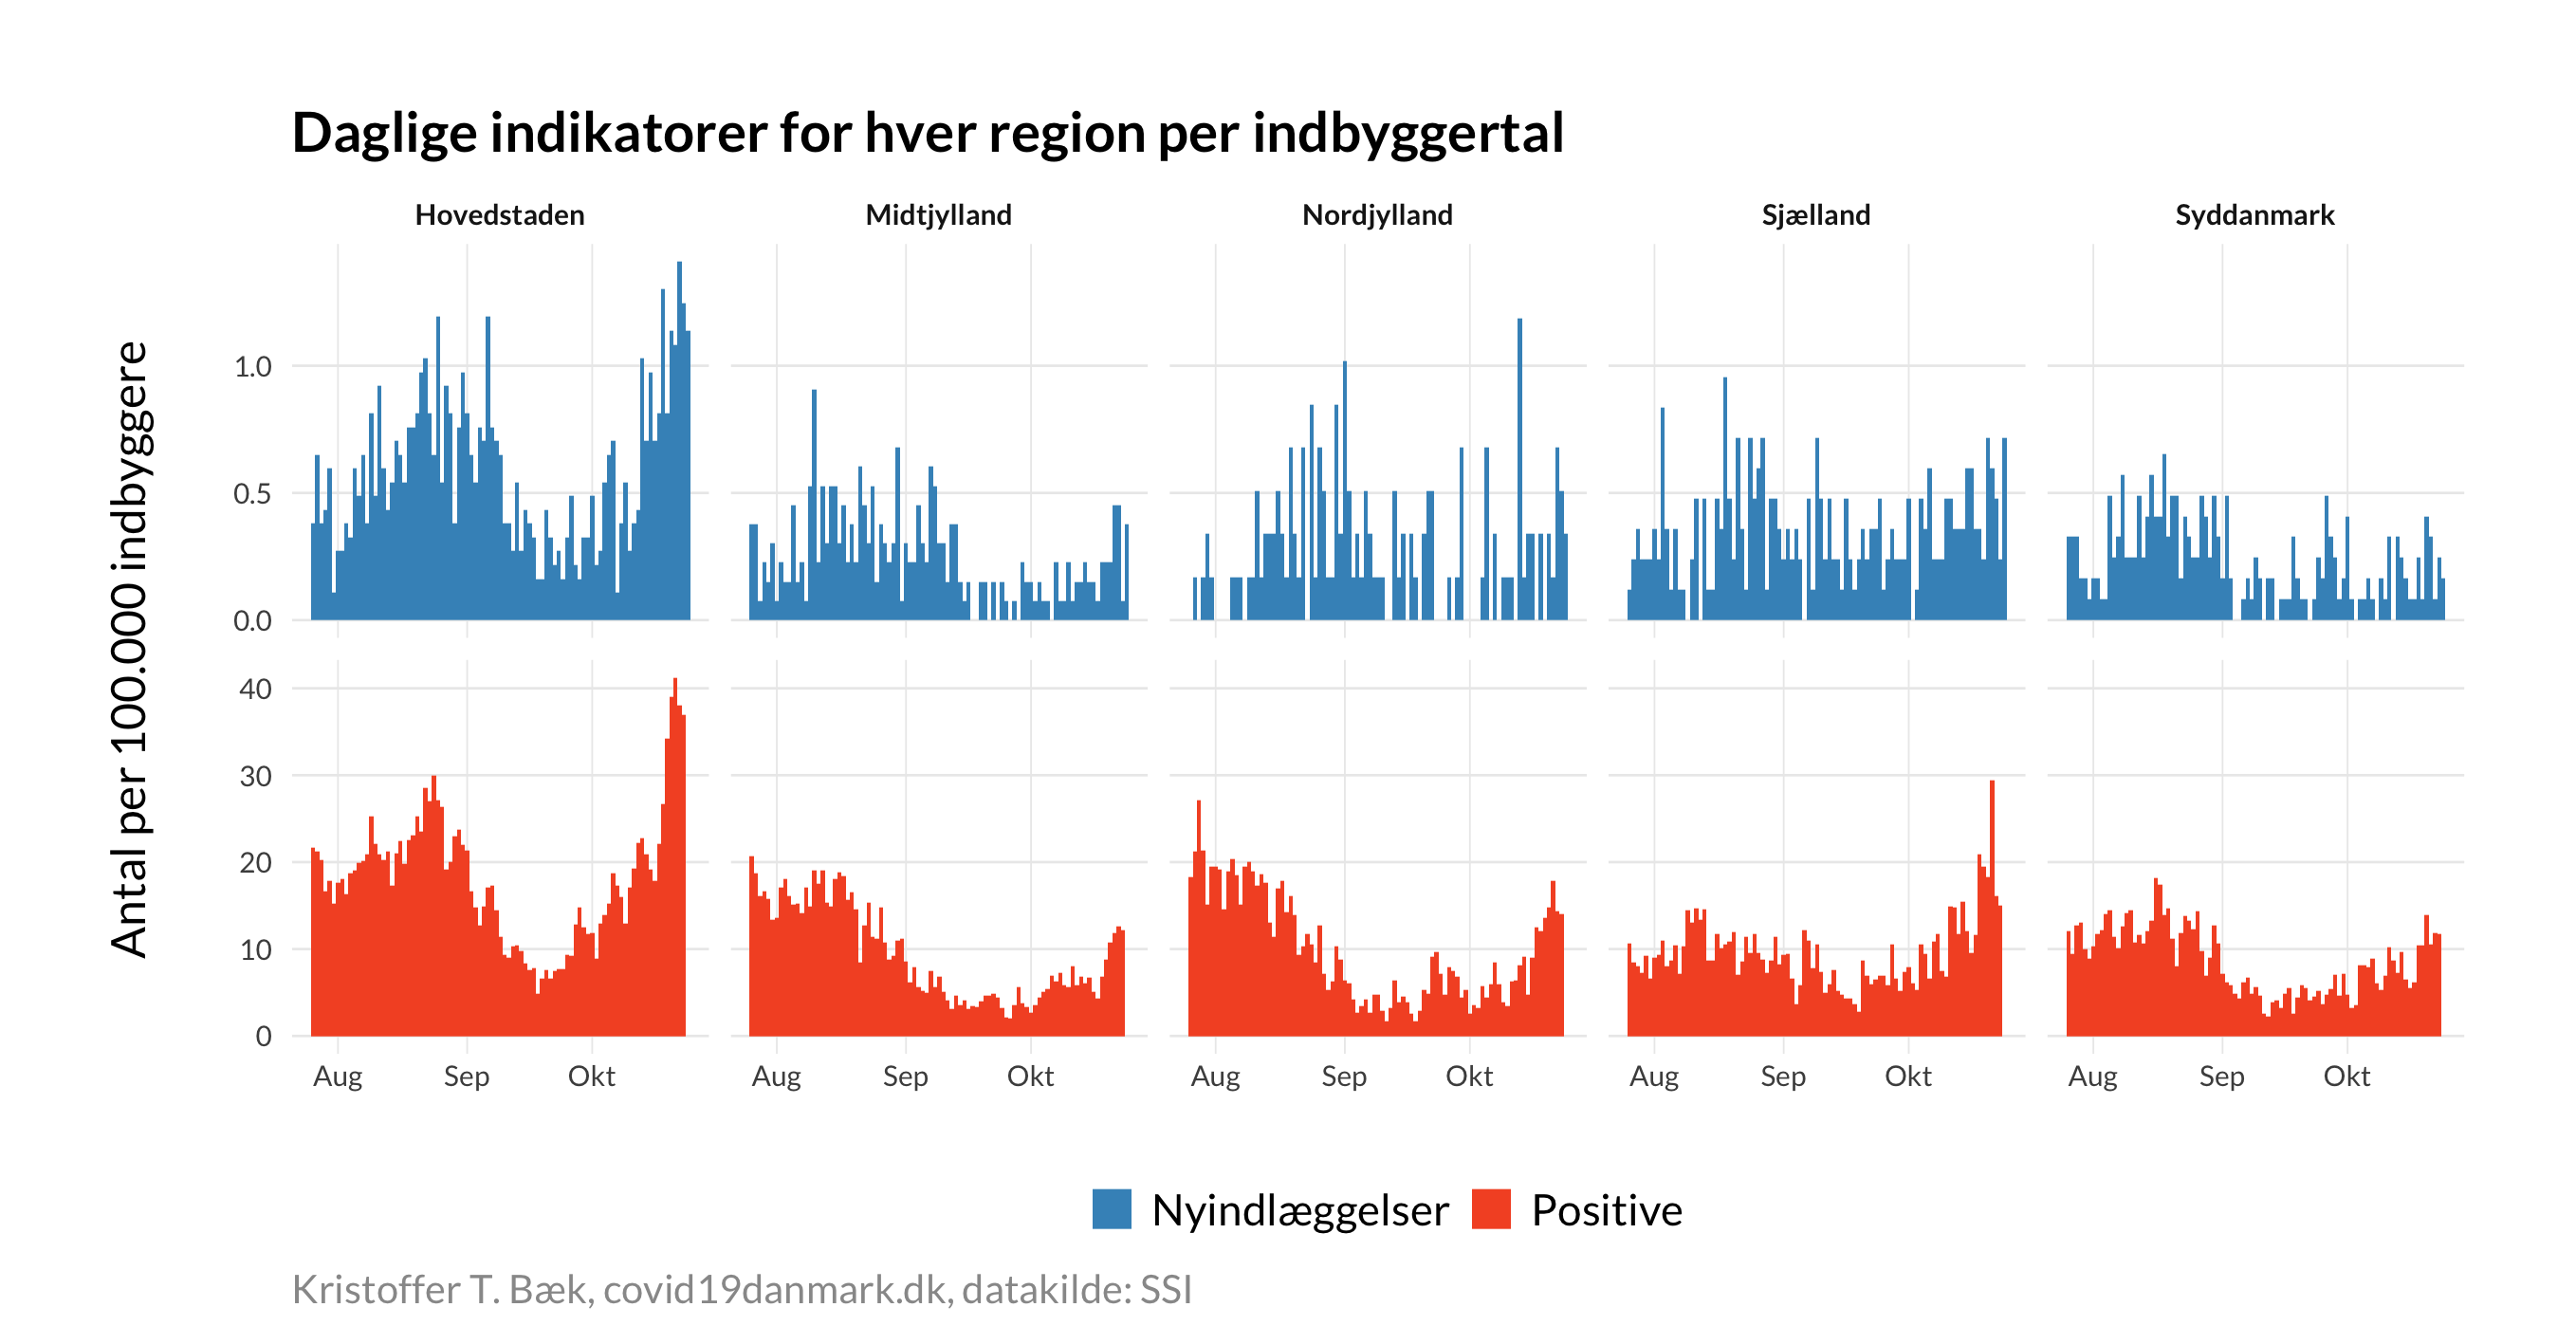 Daglige indikatorer for hver region per indbyggertal
Hovedstaden Midtjylland Nordjylland Sjælland Syddanmark
Antal per 100.000 indbyggere
1.0
0.5
0.0
40
30
20
10
0
Aug Sep Okt Aug Sep Okt Aug Sep Okt Aug Sep Okt Aug Sep Okt
Nyindlæggelser Positive
Kristoffer T. Bæk, covid19danmark.dk, datakilde: SSI